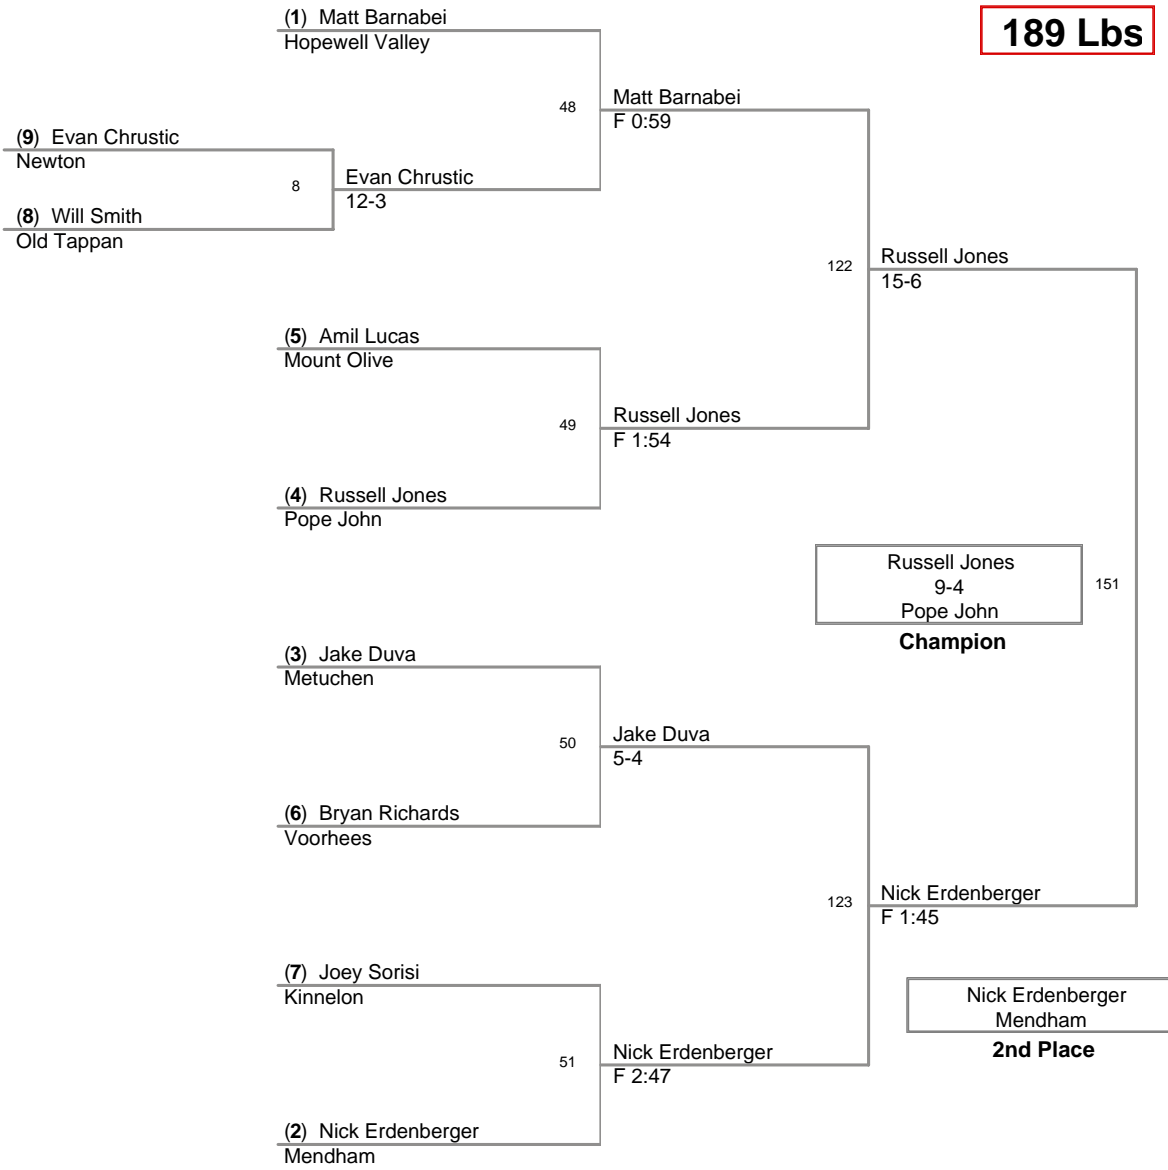 (1) Matt Barnabei
Hopewell Valley
189 Lbs
48
Matt Barnabei
F 0:59
(9) Evan Chrustic
Newton
8
Evan Chrustic
12-3
(8) Will Smith
Old Tappan
122
Russell Jones
15-6
(5) Amil Lucas
Mount Olive
49
Russell Jones
F 1:54
(4) Russell Jones
Pope John
Russell Jones
9-4
Pope John
Champion
151
(3) Jake Duva
Metuchen
50
Jake Duva
5-4
(6) Bryan Richards
Voorhees
123
Nick Erdenberger
F 1:45
(7) Joey Sorisi
Kinnelon
Nick Erdenberger
Mendham
2nd Place
51
Nick Erdenberger
F 2:47
(2) Nick Erdenberger
Mendham